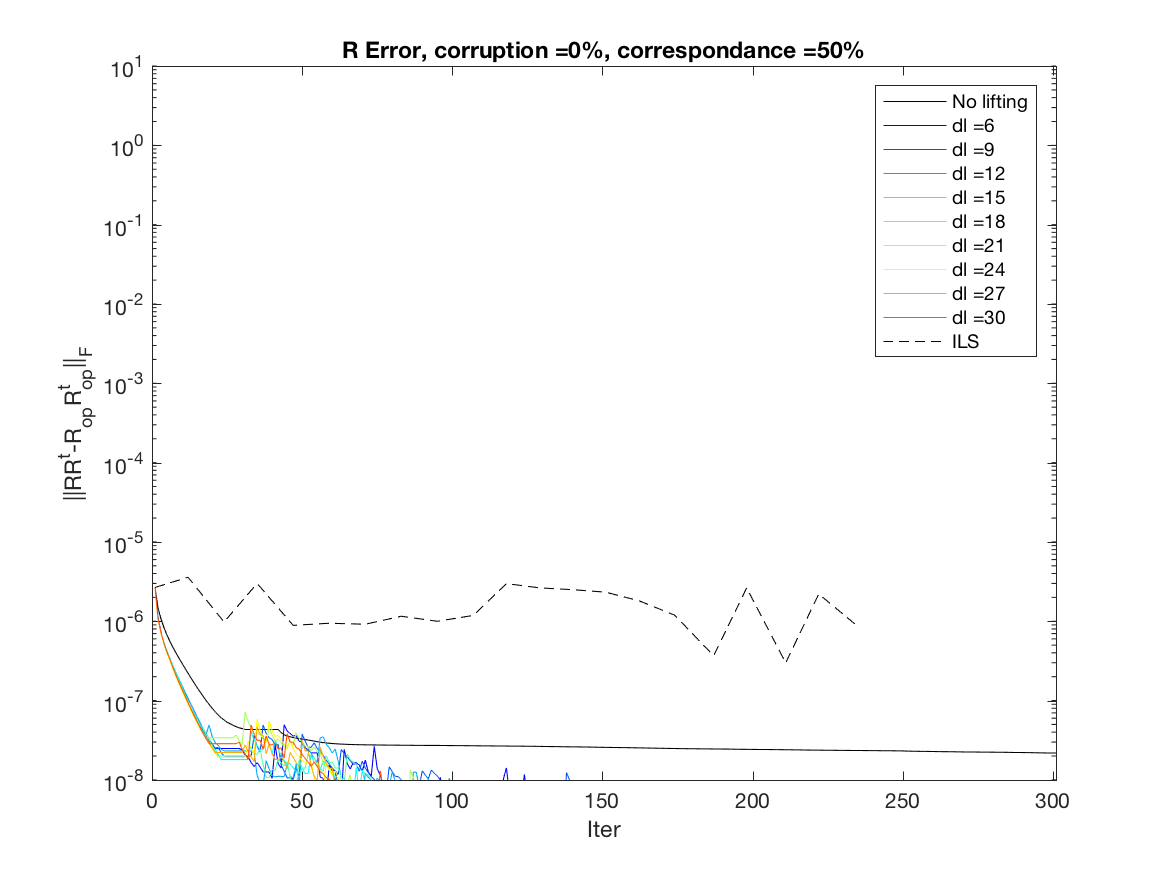 R Error, corruption =0%, correspondance =50%
10^1
10^0
10^-1
10^-2
10^-3
10^-4
10^-5
10^-6
10^-7
10^-8
||RR^t-R_op R^t_op||_F
No lifting
dl =6
dl =9
dl =12
dl =15
dl =18
dl =21
dl =24
dl =27
dl =30
ILS
0 50 100 150 200 250 300
Iter